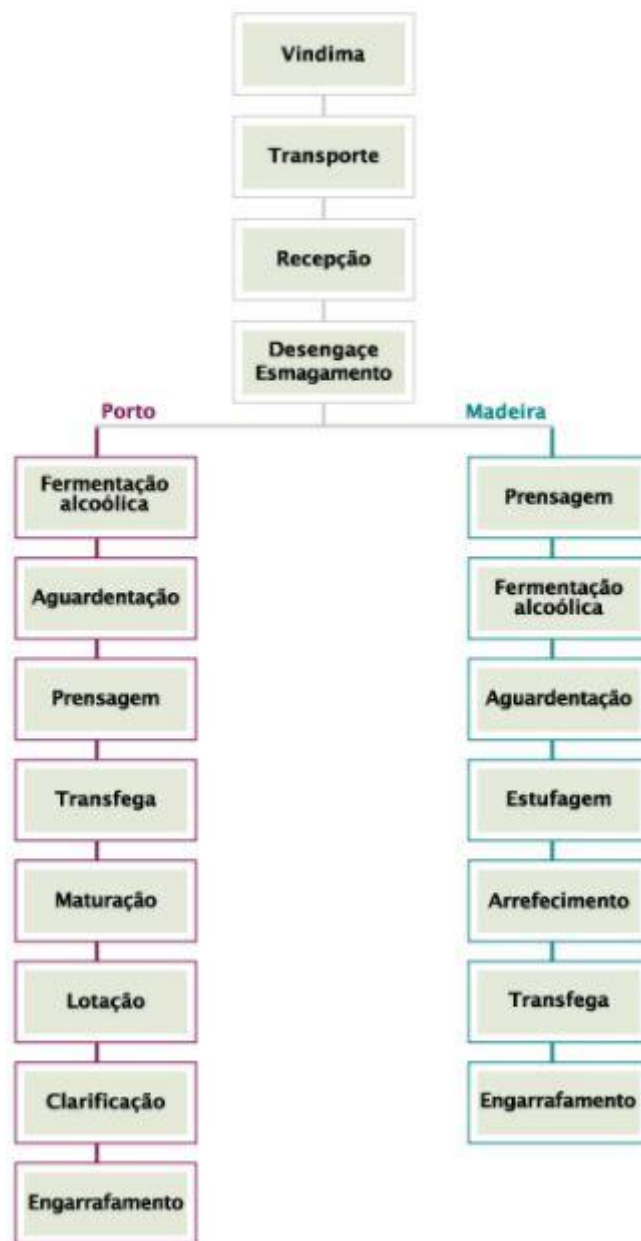 Vindima
Transporte
Recepção
Desengaçe
Esmagamento
Porto
Fermentação
alcoólica
Aguardentação
Prensagem
Transfega
Maturação
Lotação
Clarificação
Engarrafamento
Madeira
Prensagem
Fermentação
alcoólica
Aguardentação
Estufagem
Arrefecimento
Transfega
Engarrafamento